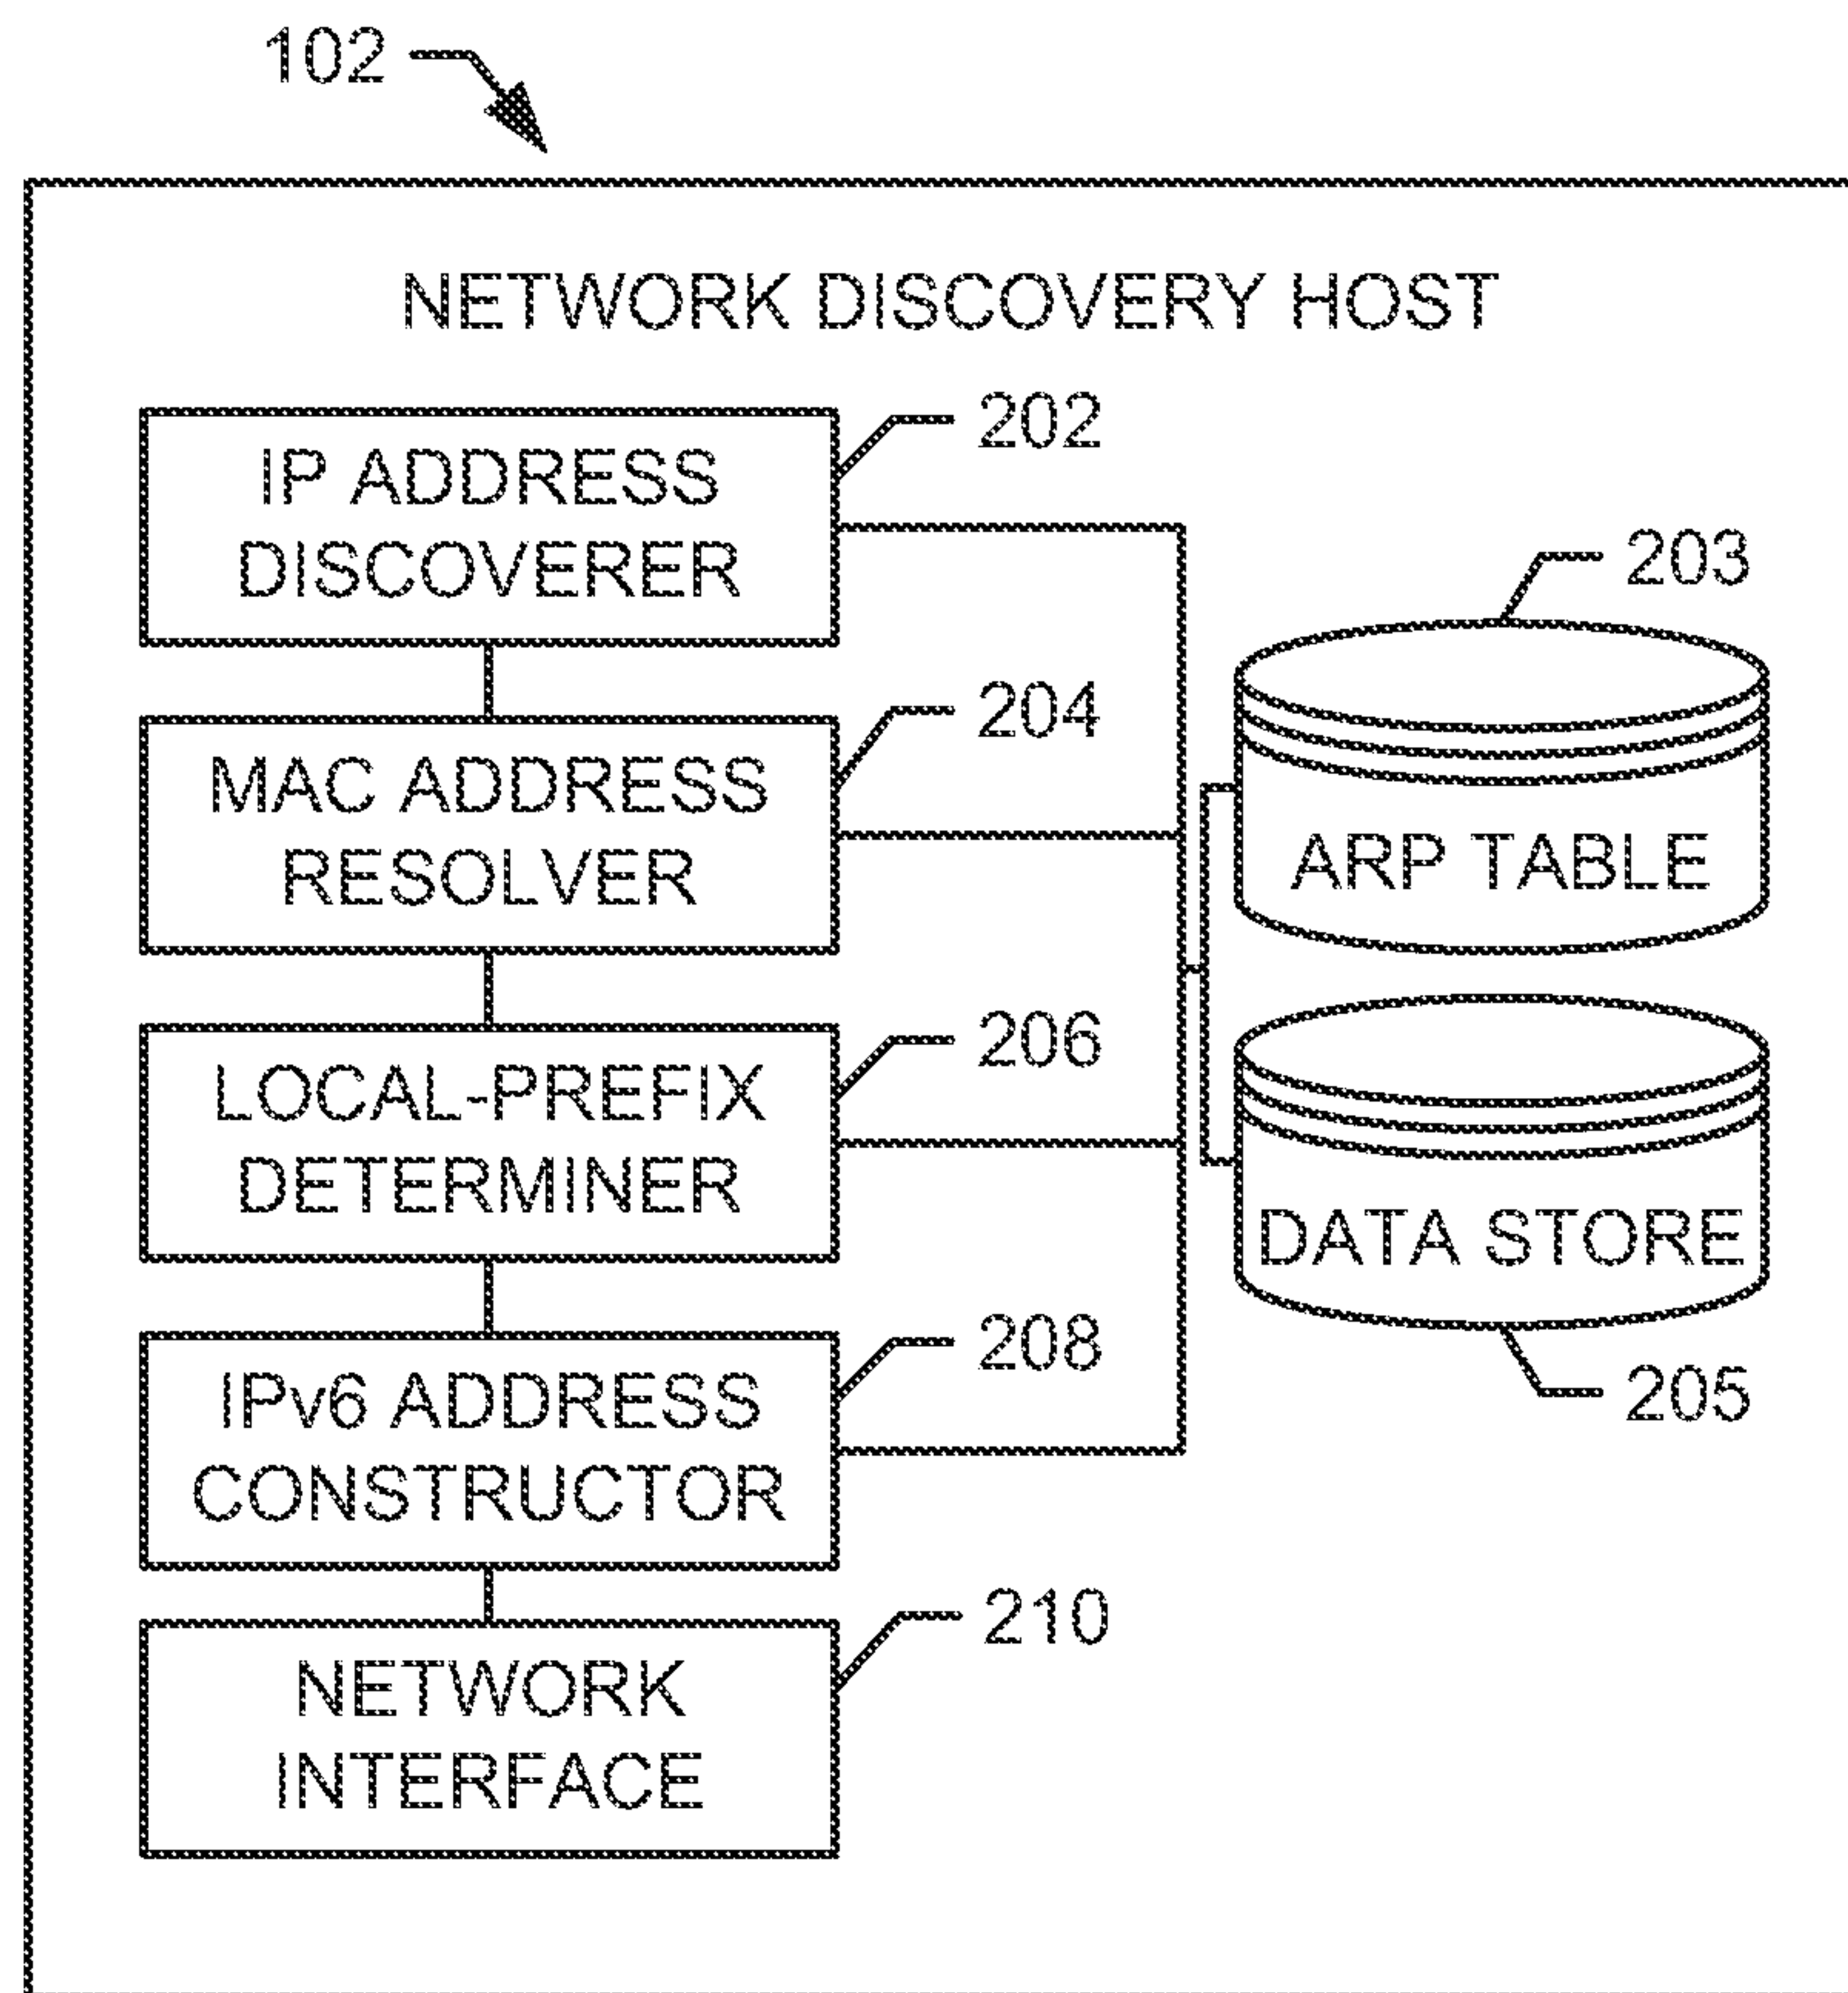 102
NETWORK DISCOVERY HOST
IP ADDRESS
DISCOVERER
202
MAC ADDRESS
RESOLVER
204
LOCAL-PREFIX
DETERMINER
206
IPv6 ADDRESS
CONSTRUCTOR
208
NETWORK
INTERFACE
210
203
ARP TABLE
DATA STORE
205